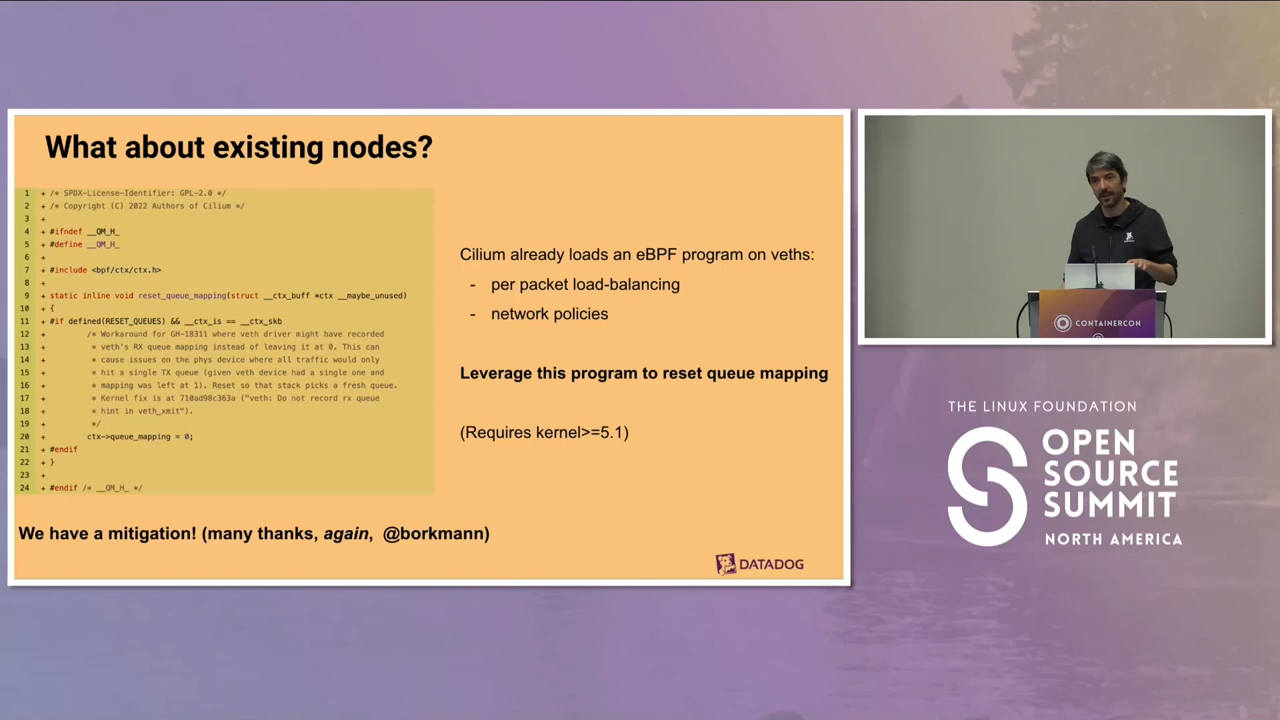 What about existing nodes?
1 + /* SPDX-License-Identifier: GPL-2.0 */
2 + /* Copyright (C) 2022 Authors of Cilium */
3 +
4 + #ifndef __QM_H_
5 + #define __QM_H_
6 +
7 + #include <bpf/ctx/ctx.h>
8 +
9 + static inline void reset_queue_mapping(struct __ctx_buff *ctx __maybe_unused)
10 + {
11 + #if defined(RESET_QUEUES) && __ctx_is == __ctx_skb
12 + /* Workaround for GH-18311 where veth driver might have recorded
13 + * veth's RX queue mapping instead of leaving it at 0. This can
14 + * cause issues on the phys device where all traffic would only
15 + * hit a single TX queue (given veth device had a single one and
16 + * mapping was left at 1). Reset so that stack picks a fresh queue.
17 + * Kernel fix is at 710ad98c363a ("veth: Do not record rx queue
18 + * hint in veth_xmit").
19 + */
20 + ctx->queue_mapping = 0;
21 + #endif
22 + }
23 +
24 + #endif /* __QM_H_ */
Cilium already loads an eBPF program on veths:
- per packet load-balancing
- network policies
Leverage this program to reset queue mapping
(Requires kernel>=5.1)
We have a mitigation! (many thanks, again, @borkmann)
DATADOG
CONTAINERCON
THE LINUX FOUNDATION
OPEN
SOURCE
SUMMIT
NORTH AMERICA